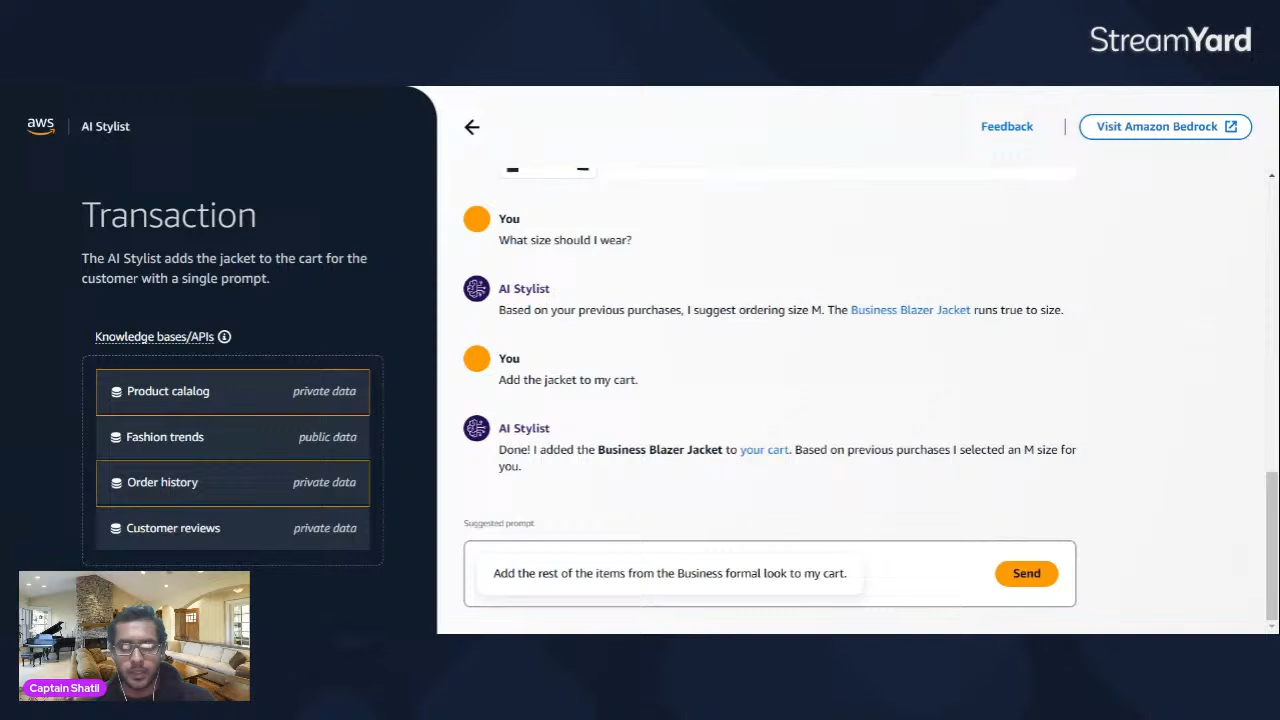 StreamYard
aws
AI Stylist
Feedback
Visit Amazon Bedrock
Transaction
The AI Stylist adds the jacket to the cart for the
customer with a single prompt.
Knowledge bases/APIs
Product calalog
private data
Fashion trends
public data
Order history
private data
Customer reviews
private data
You
What size should I wear?
AI Stylist
Based on your previous purchases, I suggest ordering size M. The Business Blazer Jacket runs true to size.
You
Add the jacket to my cart.
AI Stylist
Done! I added the Business Blazer Jacket to your cart. Based on previous purchases I selected an M size for
you.
Suggested prompt
Add the rest of the items from the Business formal look to my cart.
Send
Captain Shatil